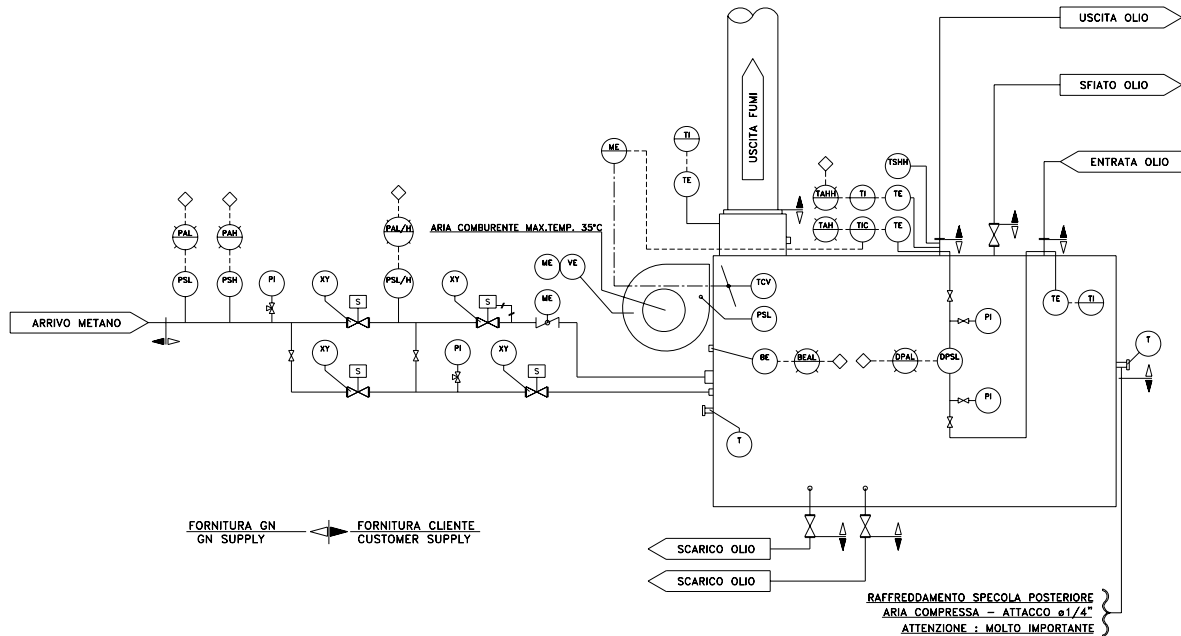 USCITA OLIO
SFIATO OLIO
ENTRATA OLIO
USCITA FUMI
TI
TE
ME
TSHH
TAHH
TI
TE
TAH
TIC
TE
PAL
PAH
PAL/H
ARIA COMBURENTE MAX.TEMP. 35°C
PSL
PSH
PI
XY
S
PSL/H
XY
S
ME
VE
ME
TCV
PSL
TE
TI
PI
ARRIVO METANO
XY
S
PI
XY
S
BE
BEAL
DPAL
DPSL
PI
T
T
FORNITURA GN
GN SUPPLY
FORNITURA CLIENTE
CUSTOMER SUPPLY
SCARICO OLIO
SCARICO OLIO
RAFFREDDAMENTO SPECOLA POSTERIORE
ARIA COMPRESSA - ATTACCO ø1/4"
ATTENZIONE : MOLTO IMPORTANTE